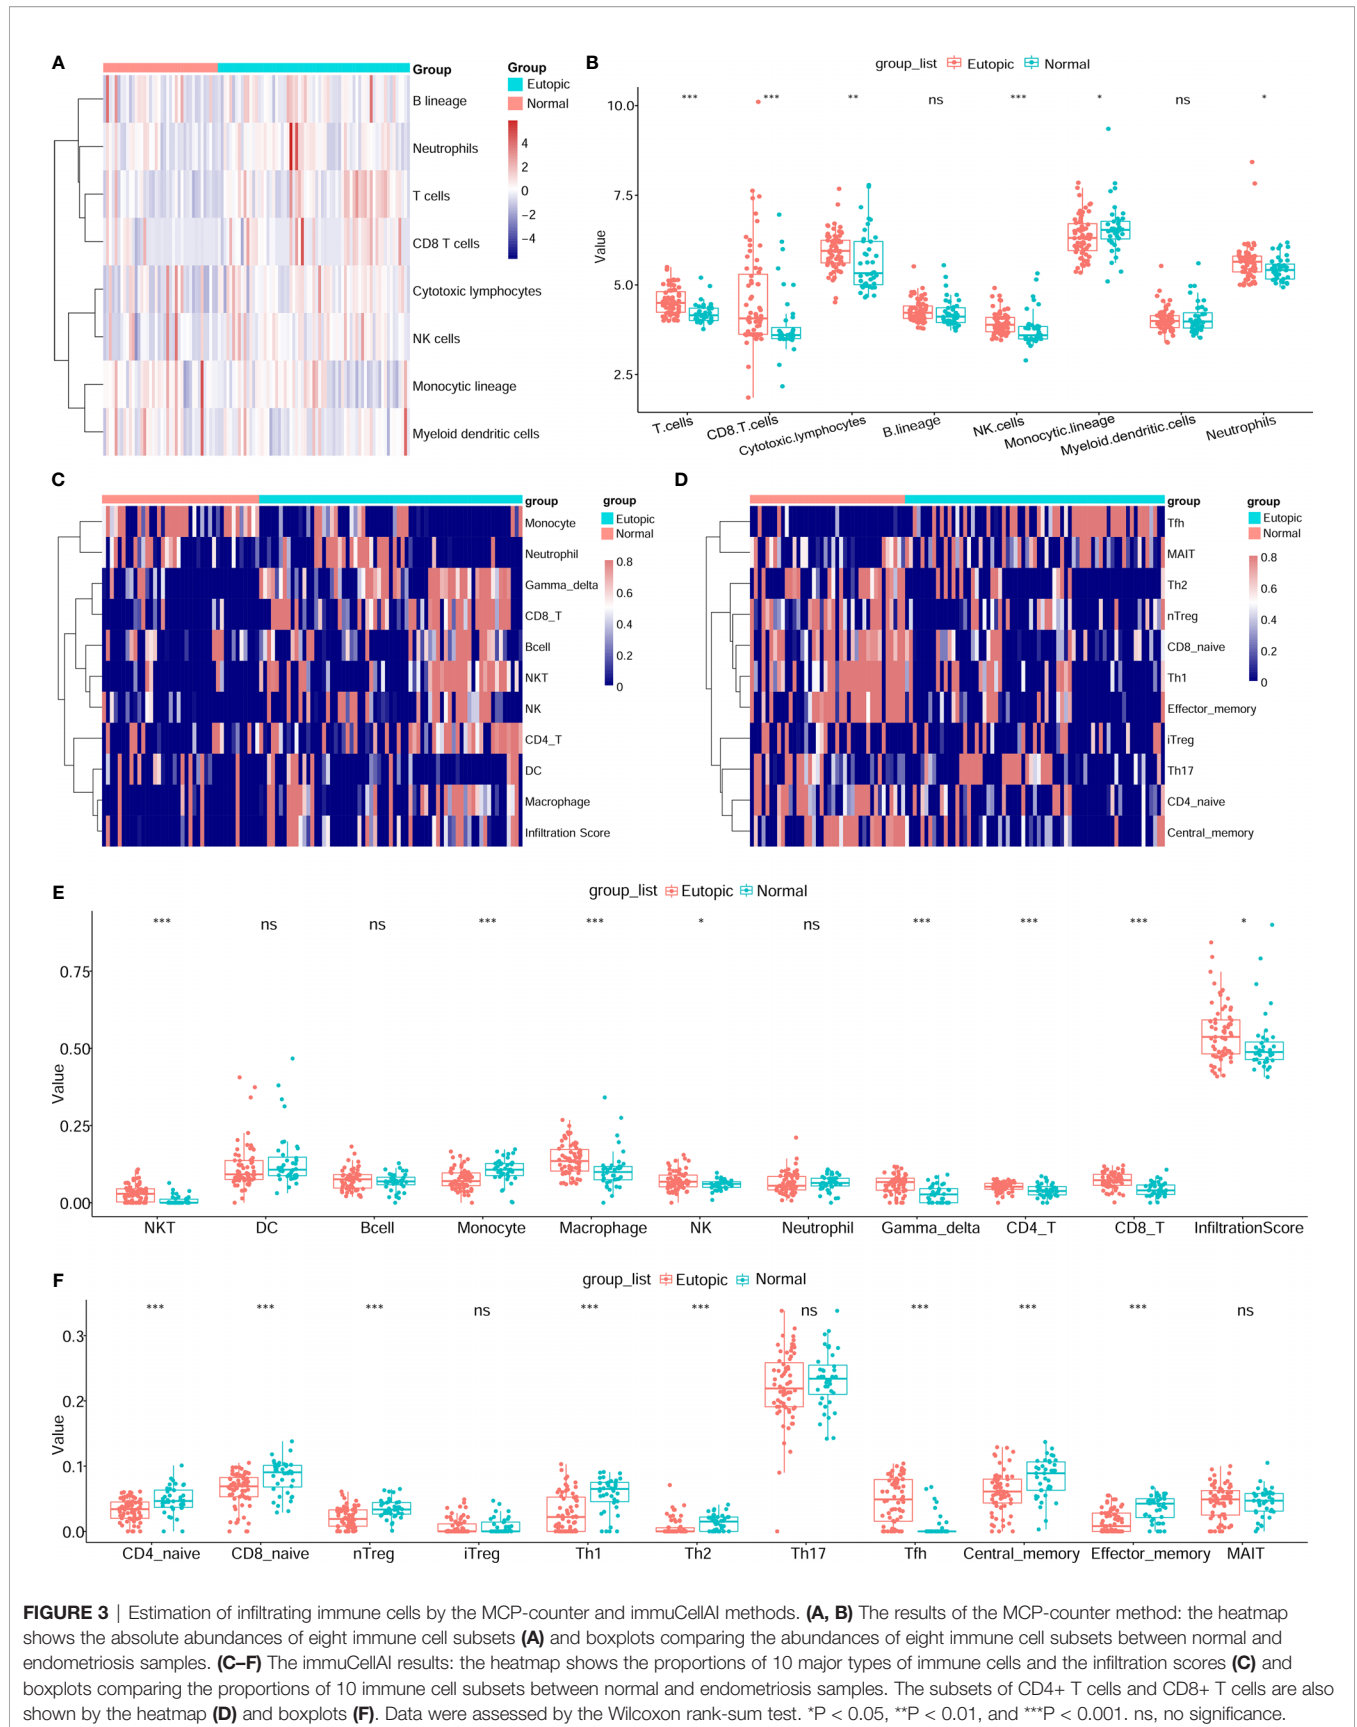 A
Group
B lineage
Neutrophils
T cells
CD8 T cells
Cytotoxic lymphocytes
NK cells
Monocytic lineage
Myeloid dendritic cells
Group
Eutopic
Normal
4
2
0
−2
−4
B
group_list Eutopic Normal
*** *** ** ns *** * ns *
Value
10.0
7.5
5.0
2.5
T.cells CD8.T.cells Cytotoxic.lymphocytes B.lineage NK.cells Monocytic.lineage Myeloid.dendritic.cells Neutrophils
C
group
Monocyte
Neutrophil
Gamma_delta
CD8_T
Bcell
NKT
NK
CD4_T
DC
Macrophage
Infiltration Score
group
Eutopic
Normal
0.8
0.6
0.4
0.2
0
D
group
Tfh
MAIT
Th2
nTreg
CD8_naive
Th1
Effector_memory
iTreg
Th17
CD4_naive
Central_memory
group
Eutopic
Normal
0.8
0.6
0.4
0.2
0
E
group_list Eutopic Normal
*** ns ns *** *** * ns *** *** *** *
Value
0.75
0.50
0.25
0.00
NKT DC Bcell Monocyte Macrophage NK Neutrophil Gamma_delta CD4_T CD8_T InfiltrationScore
F
group_list Eutopic Normal
*** *** *** ns *** *** ns *** *** *** ns
Value
0.3
0.2
0.1
0.0
CD4_naive CD8_naive nTreg iTreg Th1 Th2 Th17 Tfh Central_memory Effector_memory MAIT
FIGURE 3 | Estimation of infiltrating immune cells by the MCP-counter and immuCellAI methods. (A, B) The results of the MCP-counter method: the heatmap
shows the absolute abundances of eight immune cell subsets (A) and boxplots comparing the abundances of eight immune cell subsets between normal and
endometriosis samples. (C–F) The immuCellAI results: the heatmap shows the proportions of 10 major types of immune cells and the infiltration scores (C) and
boxplots comparing the proportions of 10 immune cell subsets between normal and endometriosis samples. The subsets of CD4+ T cells and CD8+ T cells are also
shown by the heatmap (D) and boxplots (F). Data were assessed by the Wilcoxon rank-sum test. *P < 0.05, **P < 0.01, and ***P < 0.001. ns, no significance.